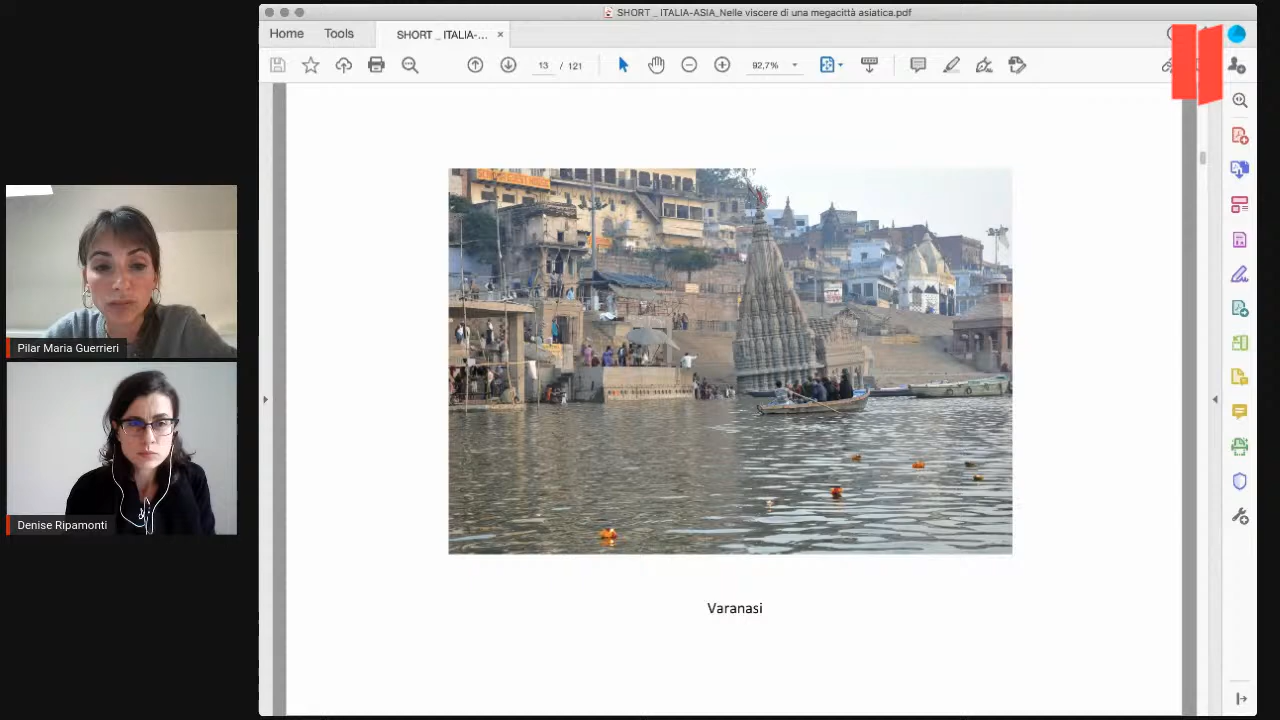 SHORT _ ITALIA-ASIA_Nelle viscere di una megacittà asiatica.pdf
Home
Tools
SHORT _ ITALIA-... ×
13 / 121
92,7%
Pilar Maria Guerrieri
Denise Ripamonti
Varanasi